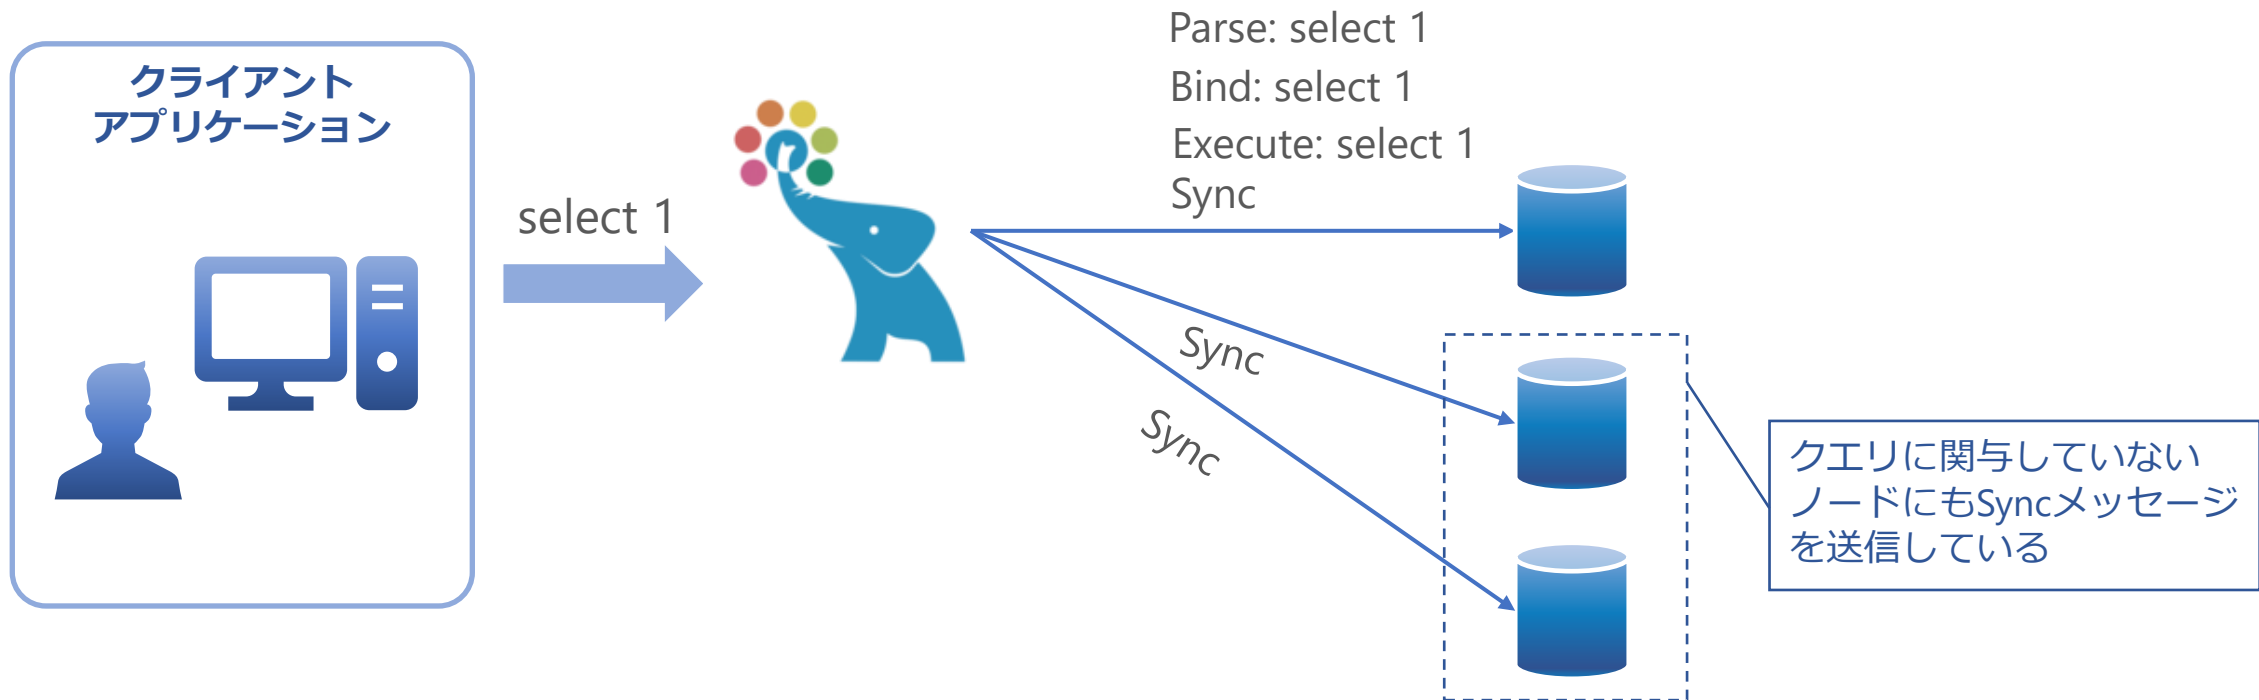 クライアント
アプリケーション
select 1
Parse: select 1
Bind: select 1
Execute: select 1
Sync
Sync
Sync
クエリに関与していない
ノードにもSyncメッセージ
を送信している